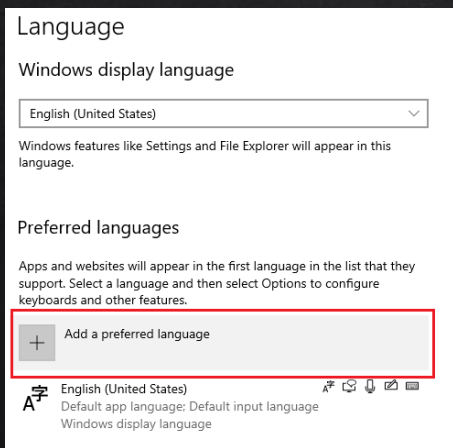 Language
Windows display language
English (United States)
Windows features like Settings and File Explorer will appear in this
language.
Preferred languages
Apps and websites will appear in the first language in the list that they
support. Select a language and then select Options to configure
keyboards and other features.
Add a preferred language
English (United States)
Default app language; Default input language
Windows display language